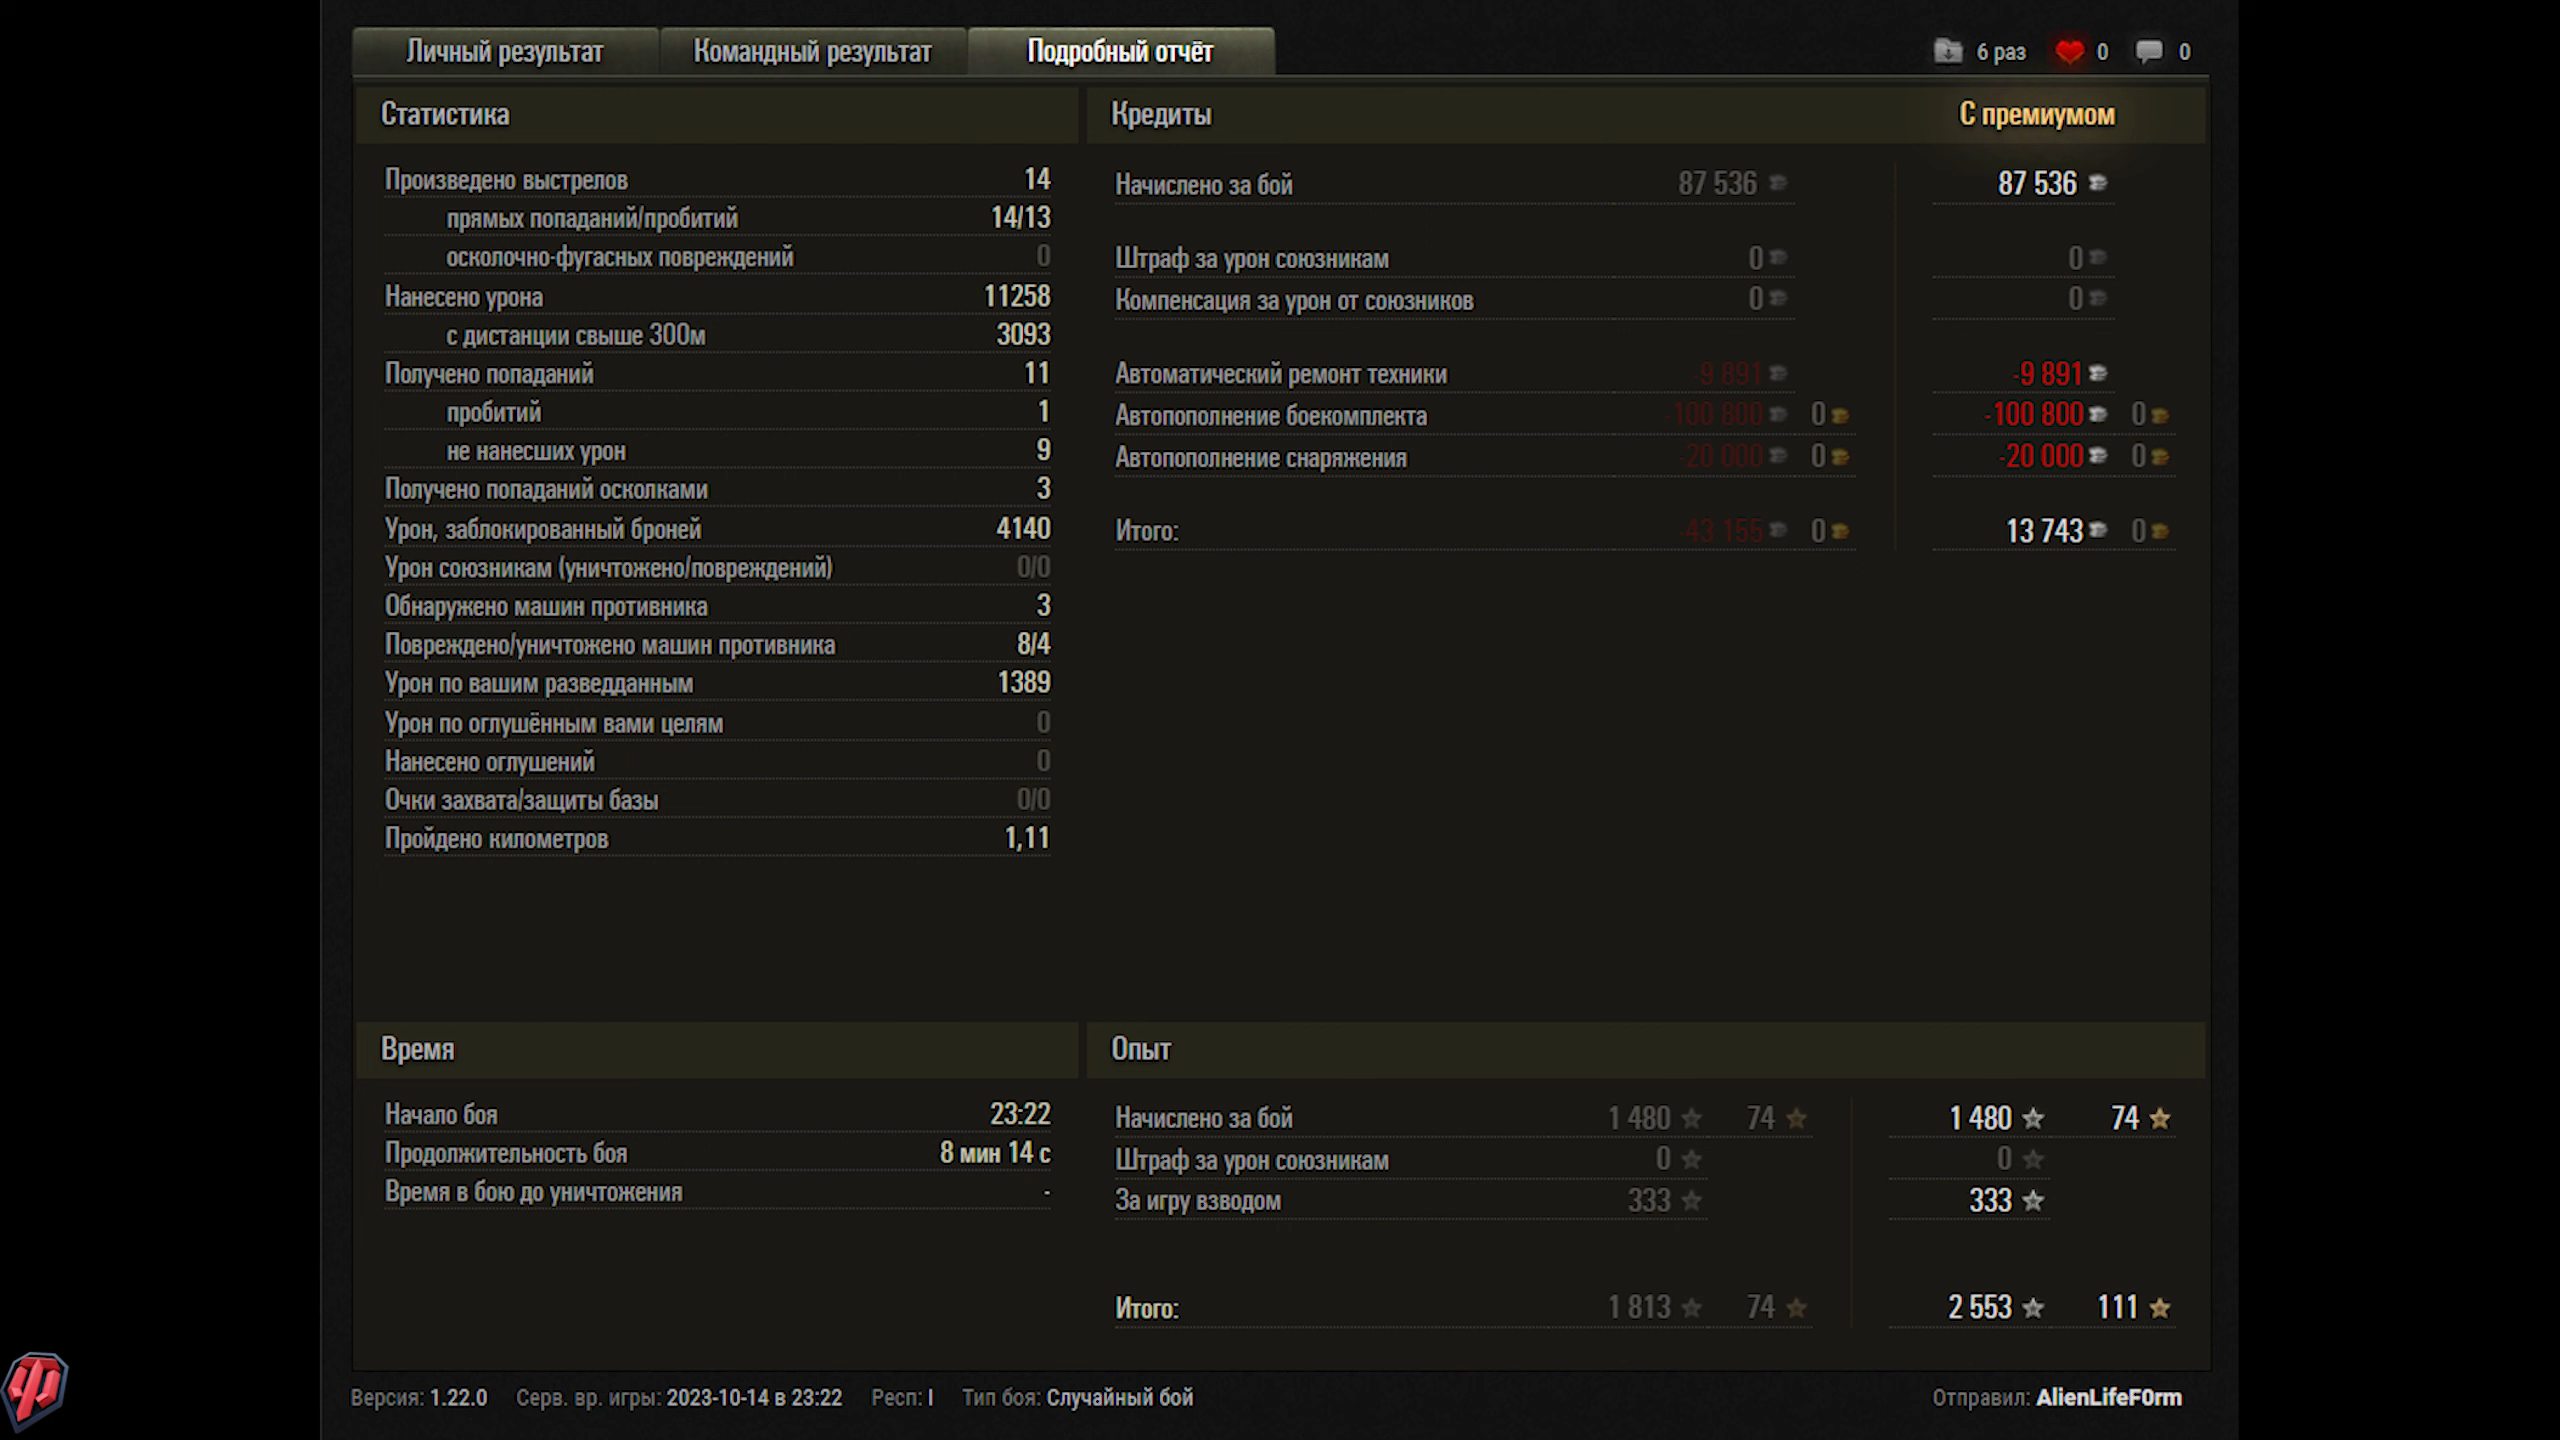 Личный результат Командный результат Подробный отчёт 6 раз 0 0
Статистика
Произведено выстрелов 14
прямых попаданий/пробитий 14/13
осколочно-фугасных повреждений 0
Нанесено урона 11258
с дистанции свыше 300м 3093
Получено попаданий 11
пробитий 1
не нанесших урон 9
Получено попаданий осколками 3
Урон, заблокированный броней 4140
Урон союзникам (уничтожено/повреждений) 0/0
Обнаружено машин противника 3
Повреждено/уничтожено машин противника 8/4
Урон по вашим разведданным 1389
Урон по оглушённым вами целям 0
Нанесено оглушений 0
Очки захвата/защиты базы 0/0
Пройдено километров 1,11
Кредиты С премиумом
Начислено за бой 87 536 87 536
Штраф за урон союзникам 0 0
Компенсация за урон от союзников 0 0
Автоматический ремонт техники -9 891 -9 891
Автопополнение боекомплекта -100 800 0 -100 800 0
Автопополнение снаряжения -20 000 0 -20 000 0
Итого: -43 155 0 13 743 0
Время
Начало боя 23:22
Продолжительность боя 8 мин 14 с
Время в бою до уничтожения -
Опыт
Начислено за бой 1 480 74 1 480 74
Штраф за урон союзникам 0 0
За игру взводом 333 333
Итого: 1 813 74 2 553 111
Версия: 1.22.0 Серв. вр. игры: 2023-10-14 в 23:22 Респ: I Тип боя: Случайный бой Отправил: AlienLifeF0rm